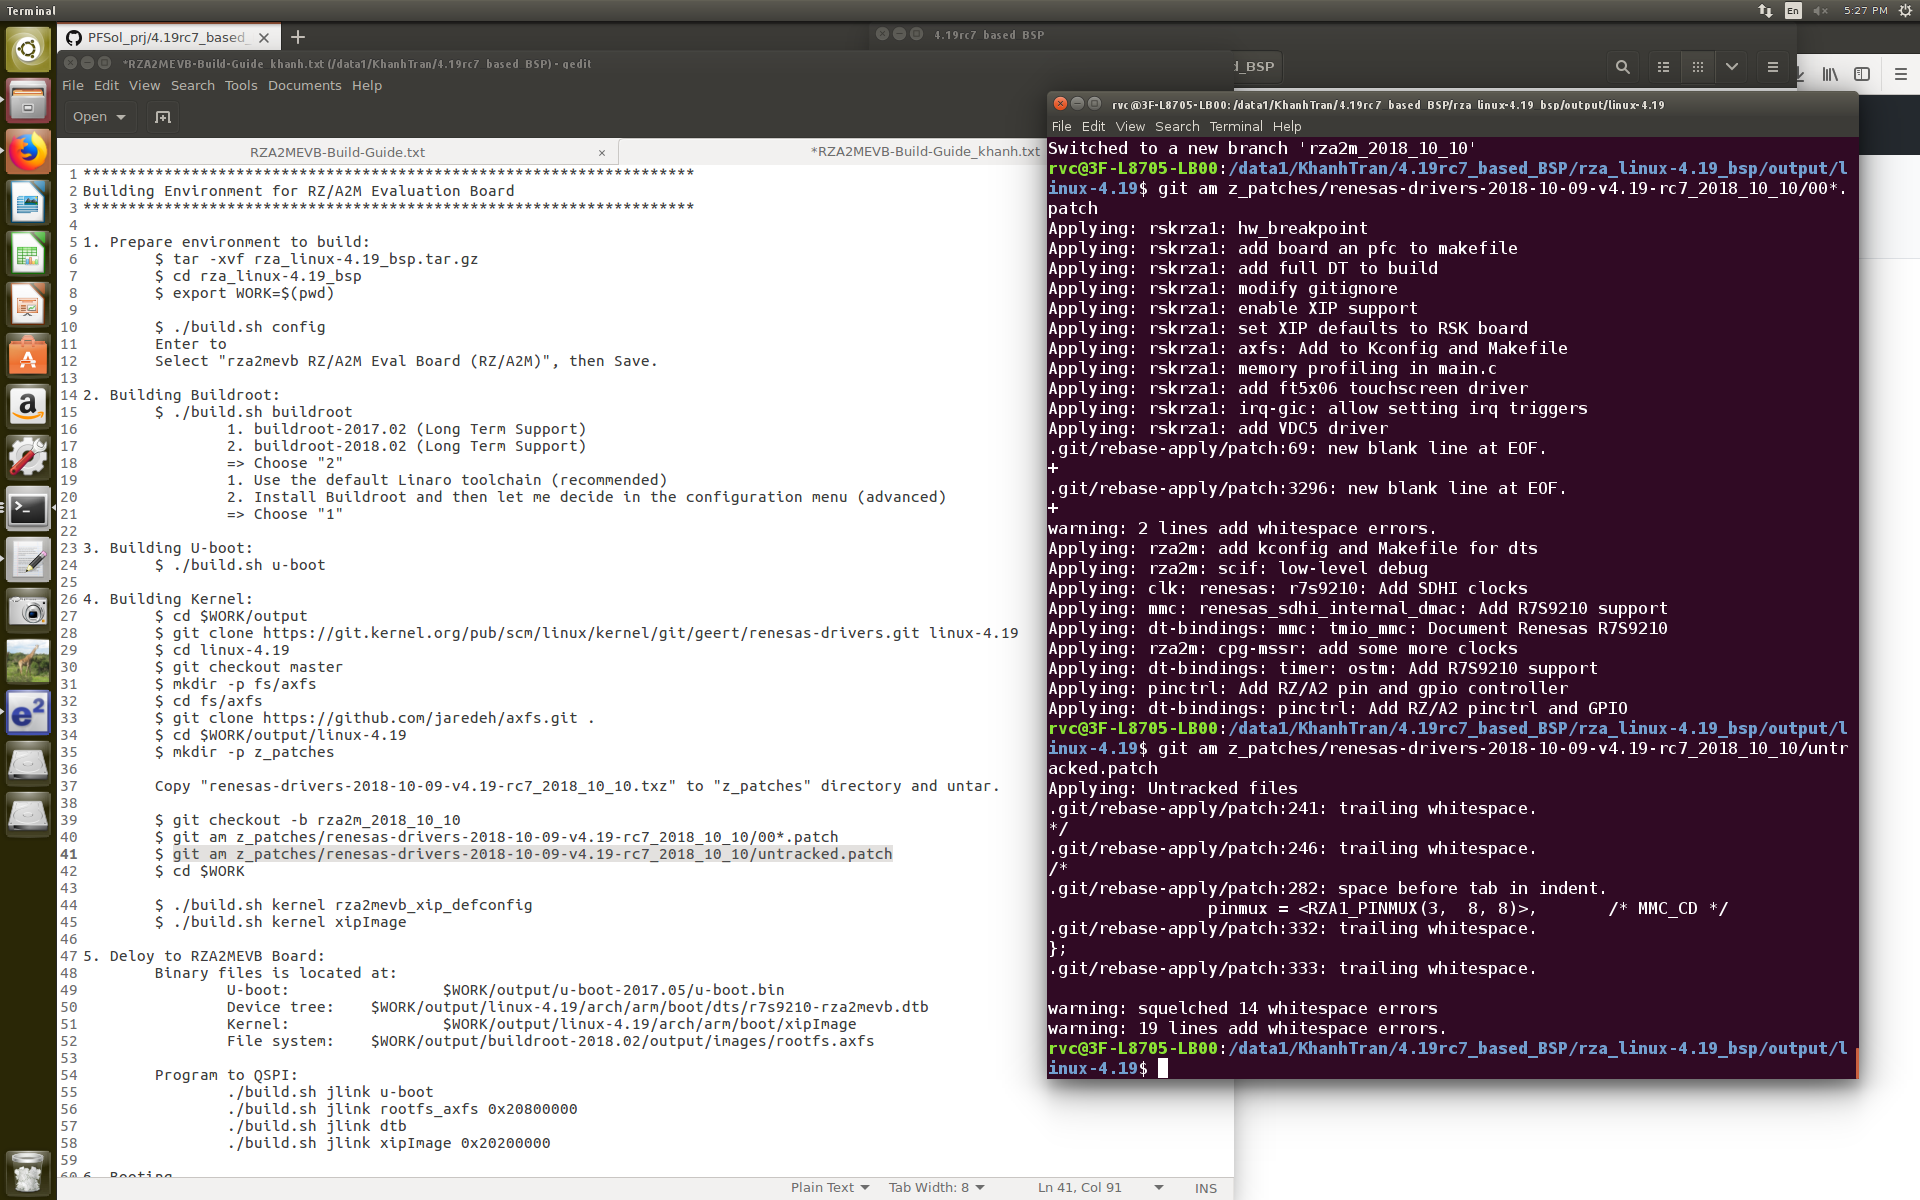 Terminal
En
5:27 PM
PFSol_prj/4.19rc7_based_
4.19rc7 based BSP
*RZA2MEVB-Build-Guide khanh.txt (/data1/KhanhTran/4.19rc7 based BSP) - gedit
File Edit View Search Tools Documents Help
d_BSP
Open
RZA2MEVB-Build-Guide.txt
*RZA2MEVB-Build-Guide_khanh.txt
1 ********************************************************************
2 Building Environment for RZ/A2M Evaluation Board
3 ********************************************************************
4
5 1. Prepare environment to build:
6 $ tar -xvf rza_linux-4.19_bsp.tar.gz
7 $ cd rza_linux-4.19_bsp
8 $ export WORK=$(pwd)
9
10 $ ./build.sh config
11 Enter to
12 Select "rza2mevb RZ/A2M Eval Board (RZ/A2M)", then Save.
13
14 2. Building Buildroot:
15 $ ./build.sh buildroot
16 1. buildroot-2017.02 (Long Term Support)
17 2. buildroot-2018.02 (Long Term Support)
18 => Choose "2"
19 1. Use the default Linaro toolchain (recommended)
20 2. Install Buildroot and then let me decide in the configuration menu (advanced)
21 => Choose "1"
22
23 3. Building U-boot:
24 $ ./build.sh u-boot
25
26 4. Building Kernel:
27 $ cd $WORK/output
28 $ git clone https://git.kernel.org/pub/scm/linux/kernel/git/geert/renesas-drivers.git linux-4.19
29 $ cd linux-4.19
30 $ git checkout master
31 $ mkdir -p fs/axfs
32 $ cd fs/axfs
33 $ git clone https://github.com/jaredeh/axfs.git .
34 $ cd $WORK/output/linux-4.19
35 $ mkdir -p z_patches
36
37 Copy "renesas-drivers-2018-10-09-v4.19-rc7_2018_10_10.txz" to "z_patches" directory and untar.
38
39 $ git checkout -b rza2m_2018_10_10
40 $ git am z_patches/renesas-drivers-2018-10-09-v4.19-rc7_2018_10_10/00*.patch
41 $ git am z_patches/renesas-drivers-2018-10-09-v4.19-rc7_2018_10_10/untracked.patch
42 $ cd $WORK
43
44 $ ./build.sh kernel rza2mevb_xip_defconfig
45 $ ./build.sh kernel xipImage
46
47 5. Deloy to RZA2MEVB Board:
48 Binary files is located at:
49 U-boot: $WORK/output/u-boot-2017.05/u-boot.bin
50 Device tree: $WORK/output/linux-4.19/arch/arm/boot/dts/r7s9210-rza2mevb.dtb
51 Kernel: $WORK/output/linux-4.19/arch/arm/boot/xipImage
52 File system: $WORK/output/buildroot-2018.02/output/images/rootfs.axfs
53
54 Program to QSPI:
55 ./build.sh jlink u-boot
56 ./build.sh jlink rootfs_axfs 0x20800000
57 ./build.sh jlink dtb
58 ./build.sh jlink xipImage 0x20200000
59
60 6. Booting
Plain Text Tab Width: 8 Ln 41, Col 91 INS
rvc@3F-L8705-LB00: /data1/KhanhTran/4.19rc7 based BSP/rza linux-4.19 bsp/output/linux-4.19
File Edit View Search Terminal Help
Switched to a new branch 'rza2m_2018_10_10'
rvc@3F-L8705-LB00:/data1/KhanhTran/4.19rc7_based_BSP/rza_linux-4.19_bsp/output/l
inux-4.19$ git am z_patches/renesas-drivers-2018-10-09-v4.19-rc7_2018_10_10/00*.
patch
Applying: rskrza1: hw_breakpoint
Applying: rskrza1: add board an pfc to makefile
Applying: rskrza1: add full DT to build
Applying: rskrza1: modify gitignore
Applying: rskrza1: enable XIP support
Applying: rskrza1: set XIP defaults to RSK board
Applying: rskrza1: axfs: Add to Kconfig and Makefile
Applying: rskrza1: memory profiling in main.c
Applying: rskrza1: add ft5x06 touchscreen driver
Applying: rskrza1: irq-gic: allow setting irq triggers
Applying: rskrza1: add VDC5 driver
.git/rebase-apply/patch:69: new blank line at EOF.
+
.git/rebase-apply/patch:3296: new blank line at EOF.
+
warning: 2 lines add whitespace errors.
Applying: rza2m: add kconfig and Makefile for dts
Applying: rza2m: scif: low-level debug
Applying: clk: renesas: r7s9210: Add SDHI clocks
Applying: mmc: renesas_sdhi_internal_dmac: Add R7S9210 support
Applying: dt-bindings: mmc: tmio_mmc: Document Renesas R7S9210
Applying: rza2m: cpg-mssr: add some more clocks
Applying: dt-bindings: timer: ostm: Add R7S9210 support
Applying: pinctrl: Add RZ/A2 pin and gpio controller
Applying: dt-bindings: pinctrl: Add RZ/A2 pinctrl and GPIO
rvc@3F-L8705-LB00:/data1/KhanhTran/4.19rc7_based_BSP/rza_linux-4.19_bsp/output/l
inux-4.19$ git am z_patches/renesas-drivers-2018-10-09-v4.19-rc7_2018_10_10/untr
acked.patch
Applying: Untracked files
.git/rebase-apply/patch:241: trailing whitespace.
*/
.git/rebase-apply/patch:246: trailing whitespace.
/*
.git/rebase-apply/patch:282: space before tab in indent.
pinmux = <RZA1_PINMUX(3, 8, 8)>, /* MMC_CD */
.git/rebase-apply/patch:332: trailing whitespace.
};
.git/rebase-apply/patch:333: trailing whitespace.
warning: squelched 14 whitespace errors
warning: 19 lines add whitespace errors.
rvc@3F-L8705-LB00:/data1/KhanhTran/4.19rc7_based_BSP/rza_linux-4.19_bsp/output/l
inux-4.19$